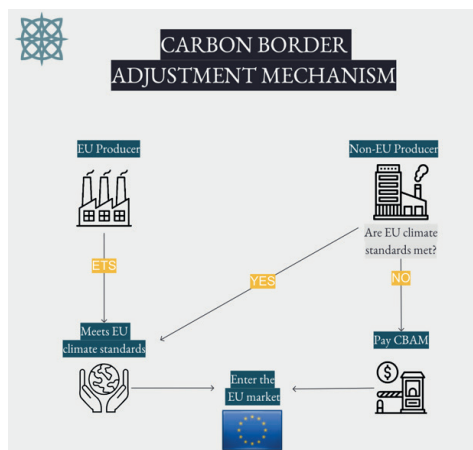 CARBON BORDER
ADJUSTMENT MECHANISM
EU Producer
Non-EU Producer
Are EU climate
standards met?
ETS
YES
NO
Meets EU
climate standards
Pay CBAM
$
Enter the
EU market